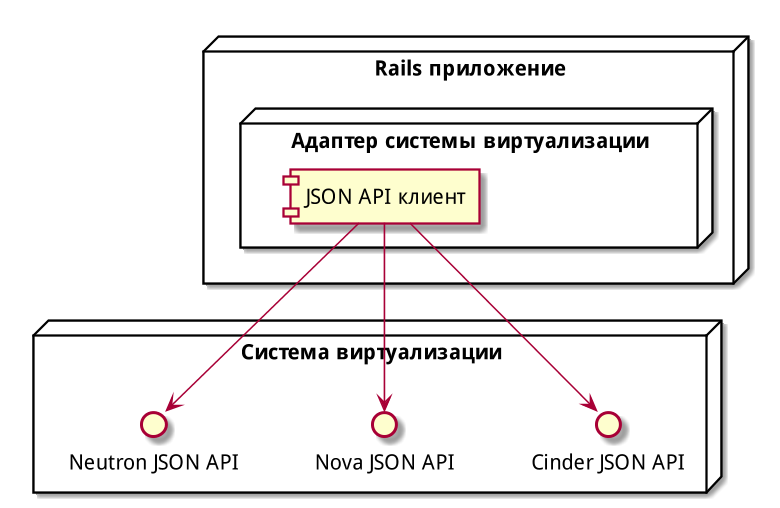 Rails приложение
Адаптер системы виртуализации
JSON API клиент
Система виртуализации
Neutron JSON API
Nova JSON API
Cinder JSON API